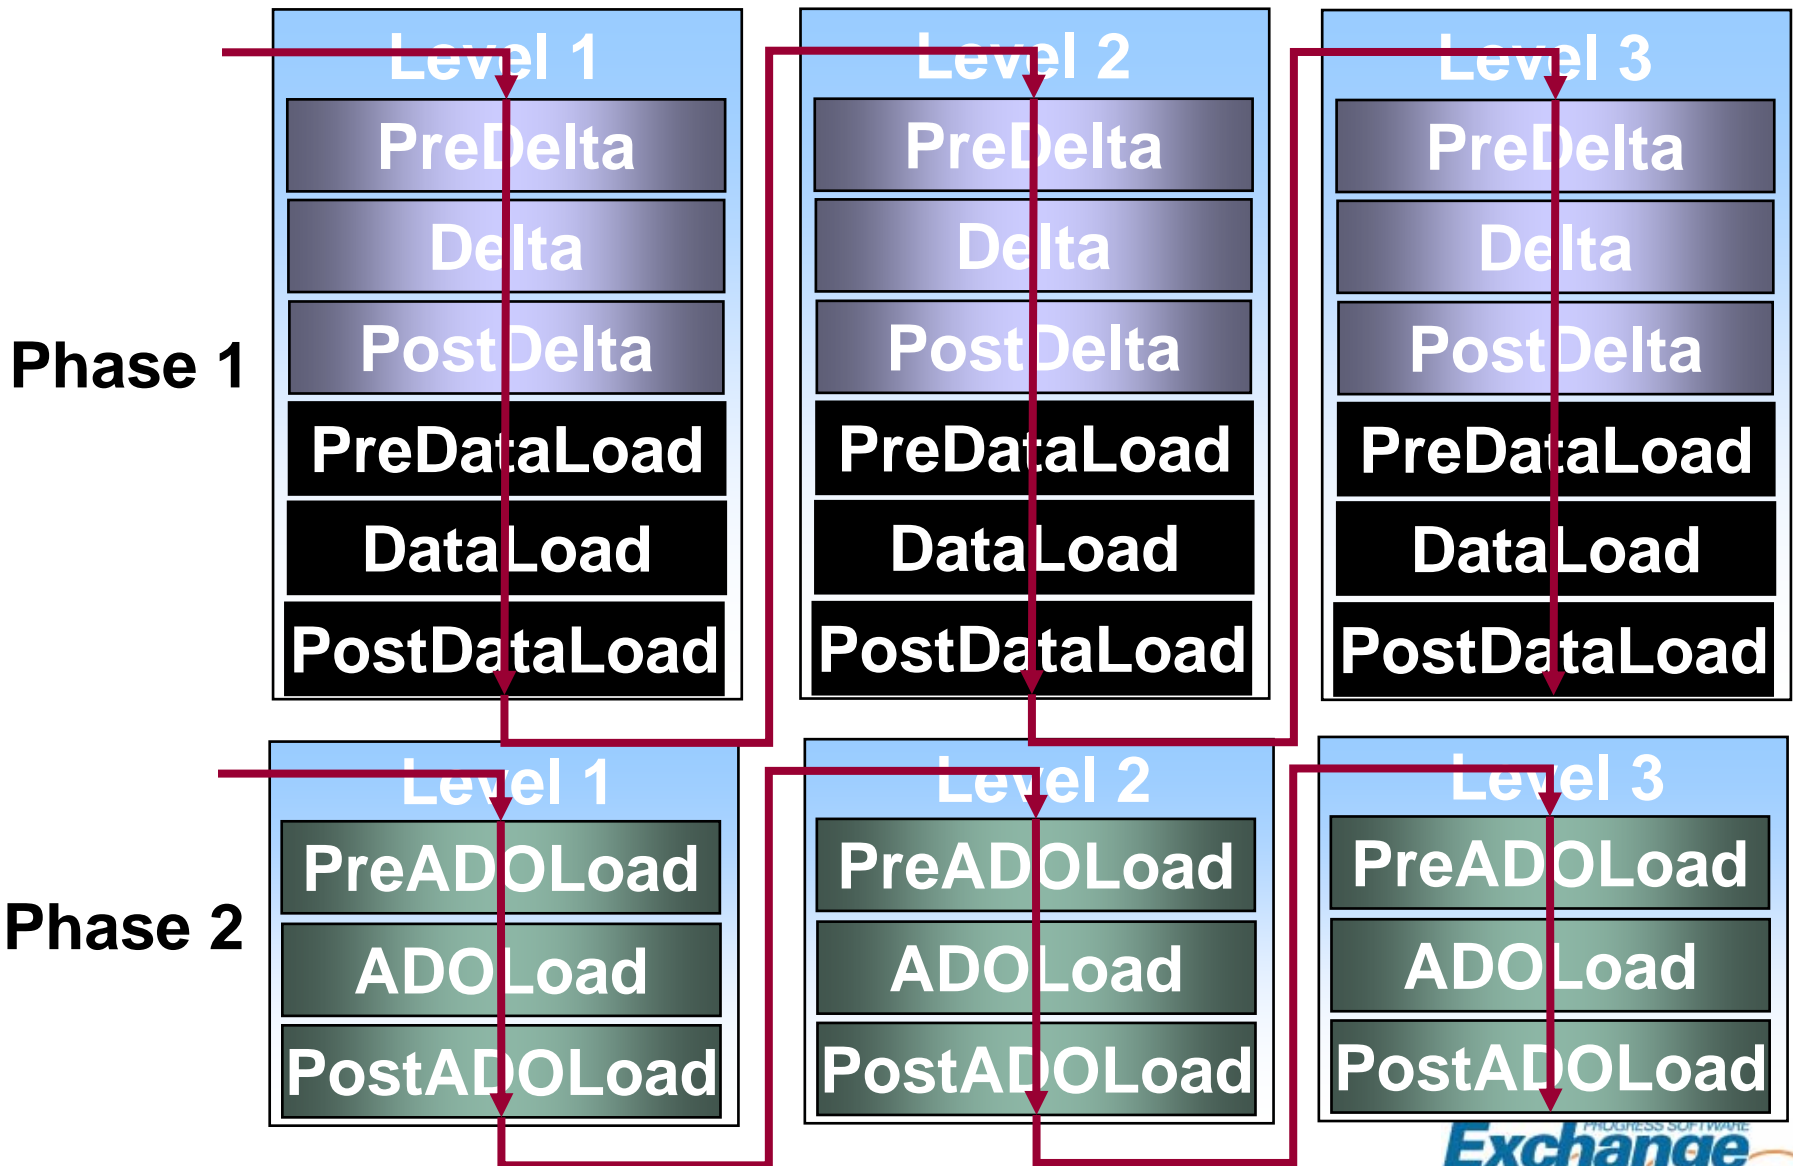 Level 1
PreDelta
Delta
PostDelta
PreDataLoad
DataLoad
PostDataLoad
Level 2
PreDelta
Delta
PostDelta
PreDataLoad
DataLoad
PostDataLoad
Level 3
PreDelta
Delta
PostDelta
PreDataLoad
DataLoad
PostDataLoad
Phase 1
Level 1
PreADOLoad
ADOLoad
PostADOLoad
Level 2
PreADOLoad
ADOLoad
PostADOLoad
Level 3
PreADOLoad
ADOLoad
PostADOLoad
Phase 2
PROGRESS SOFTWARE
Exchange